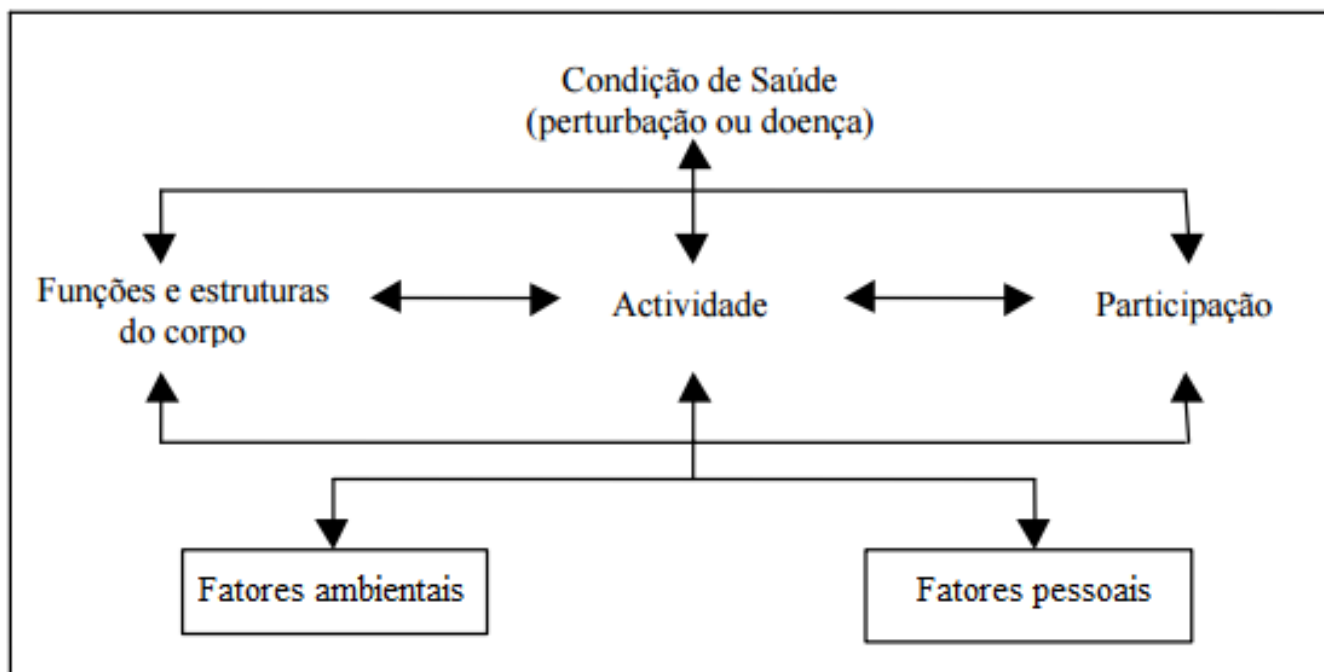 Condição de Saúde
(perturbação ou doença)
Funções e estruturas
do corpo
Actividade
Participação
Fatores ambientais
Fatores pessoais